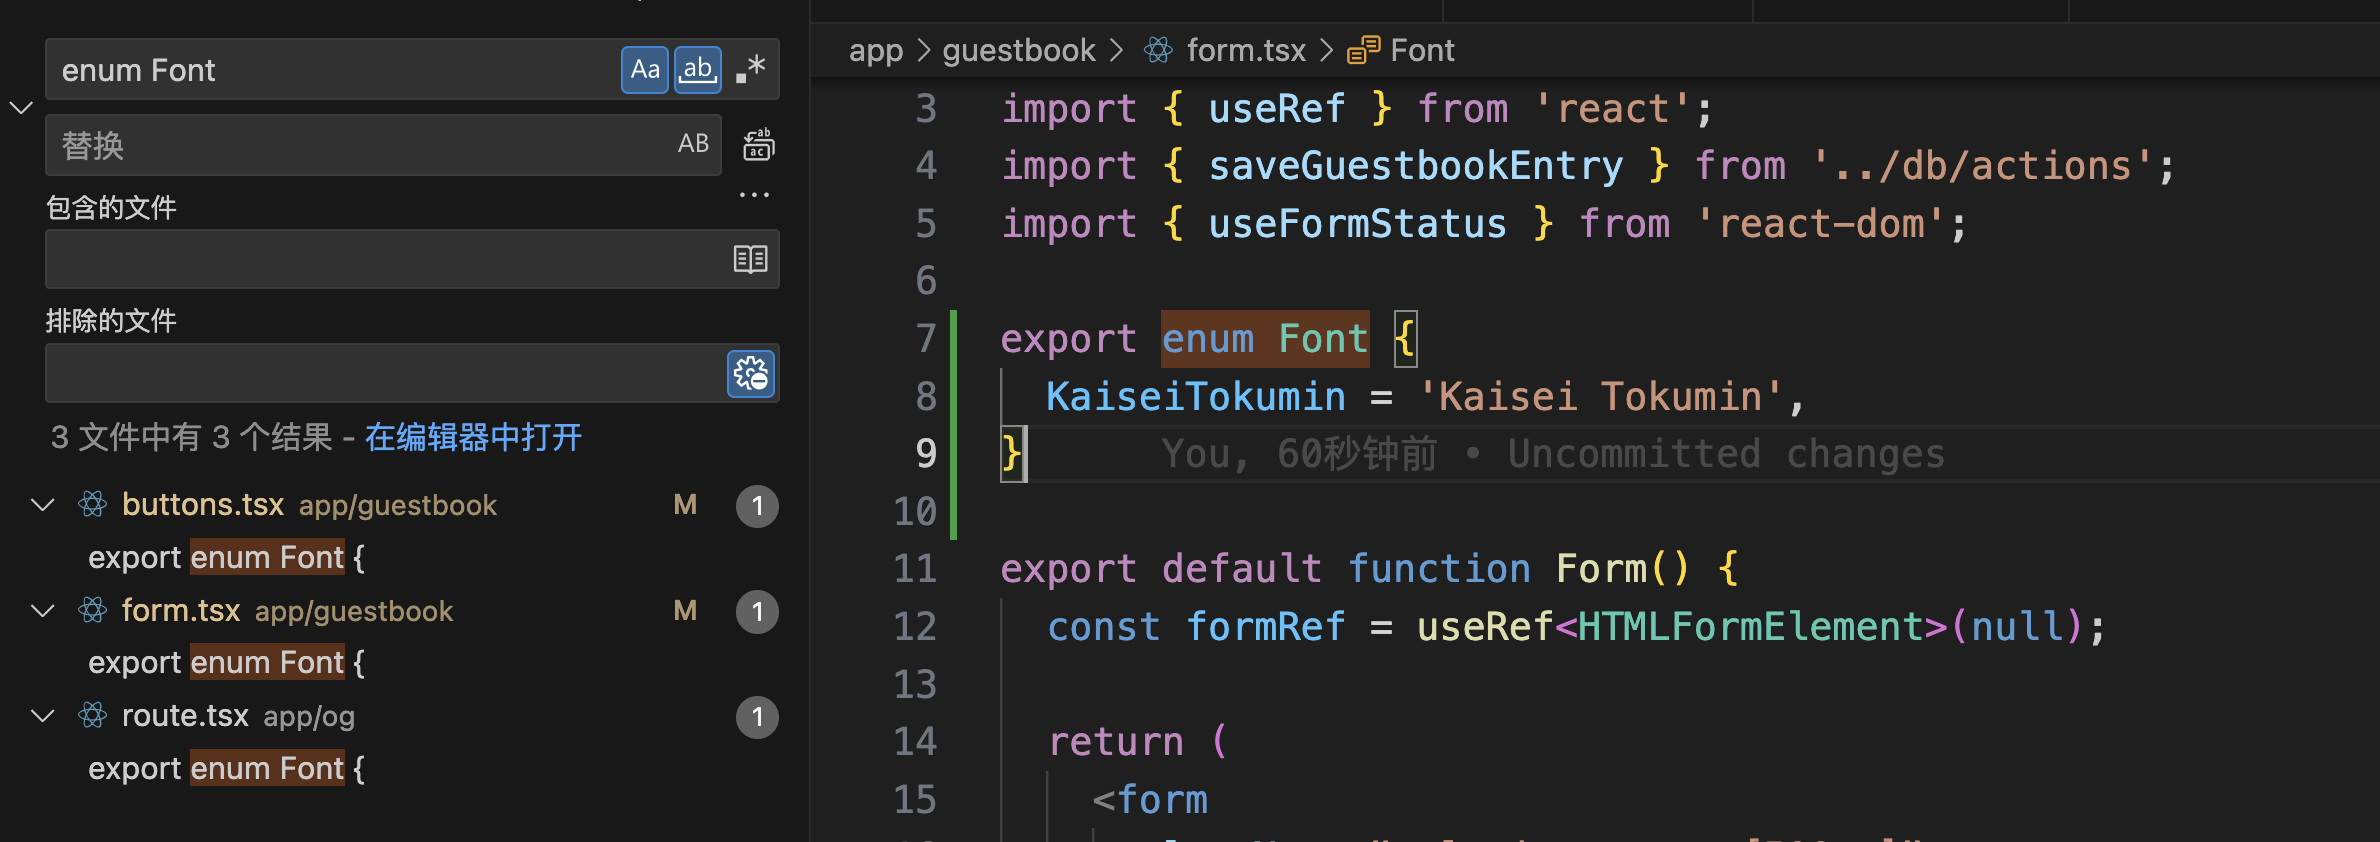 enum Font
Aa
ab
.*
替换
AB
包含的文件
排除的文件
3 文件中有 3 个结果 - 在编辑器中打开
buttons.tsx app/guestbook M 1
export enum Font {
form.tsx app/guestbook M 1
export enum Font {
route.tsx app/og 1
export enum Font {
app > guestbook > form.tsx > Font
3 import { useRef } from 'react';
4 import { saveGuestbookEntry } from '../db/actions';
5 import { useFormStatus } from 'react-dom';
6
7 export enum Font {
8 KaiseiTokumin = 'Kaisei Tokumin',
9 } You, 60秒钟前 • Uncommitted changes
10
11 export default function Form() {
12 const formRef = useRef<HTMLFormElement>(null);
13
14 return (
15 <form